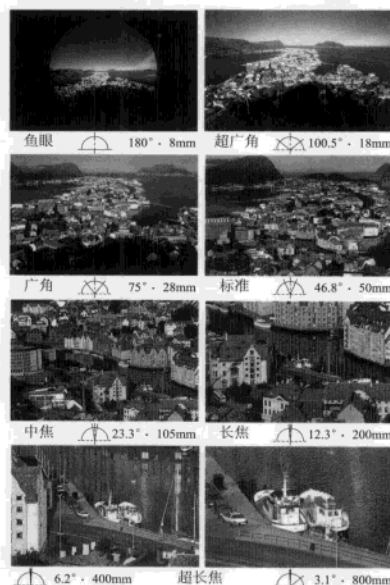 鱼眼 180°·8mm 超广角 100.5°·18mm
广角 75°·28mm 标准 46.8°·50mm
中焦 23.3°·105mm 长焦 12.3°·200mm
6.2°·400mm 超长焦 3.1°·800mm